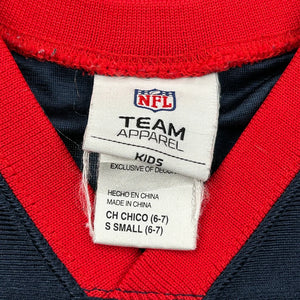 NFL
TEAM
APPAREL
KIDS
EXCLUSIVE OF DECOR
HECHO EN CHINA
MADE IN CHINA
CH CHICO (6-7)
S SMALL (6-7)